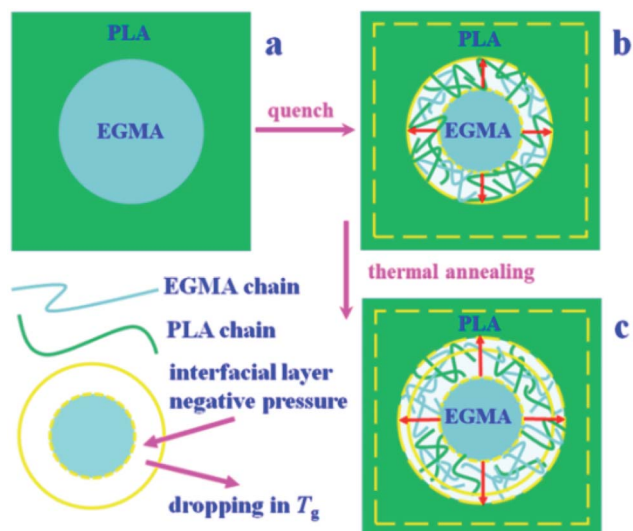 PLA
a
EGMA
quench
PLA
b
EGMA
thermal annealing
EGMA chain
PLA chain
interfacial layer
negative pressure
dropping in Tg
PLA
c
EGMA